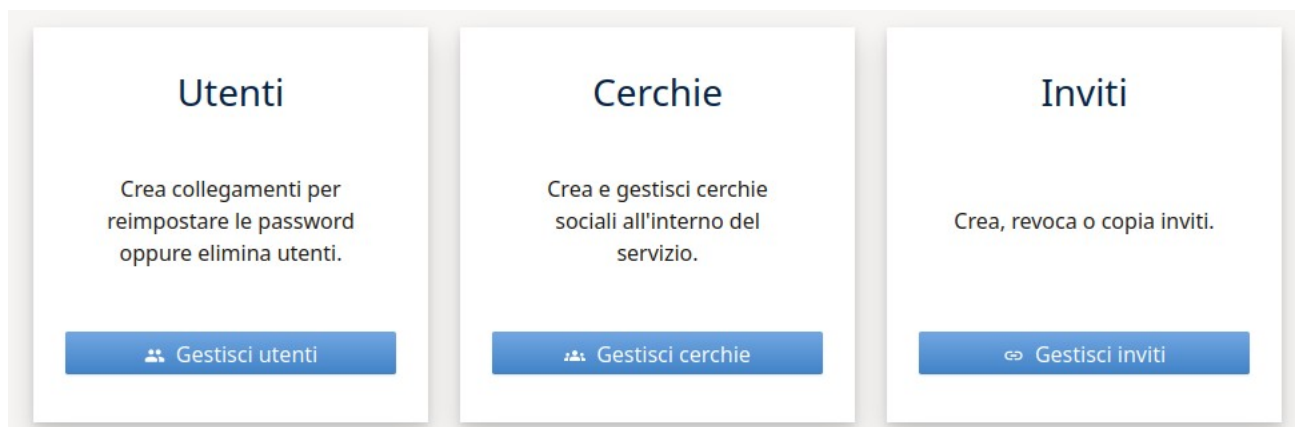 Utenti
Crea collegamenti per
reimpostare le password
oppure elimina utenti.
Gestisci utenti
Cerchie
Crea e gestisci cerchie
sociali all'interno del
servizio.
Gestisci cerchie
Inviti
Crea, revoca o copia inviti.
Gestisci inviti